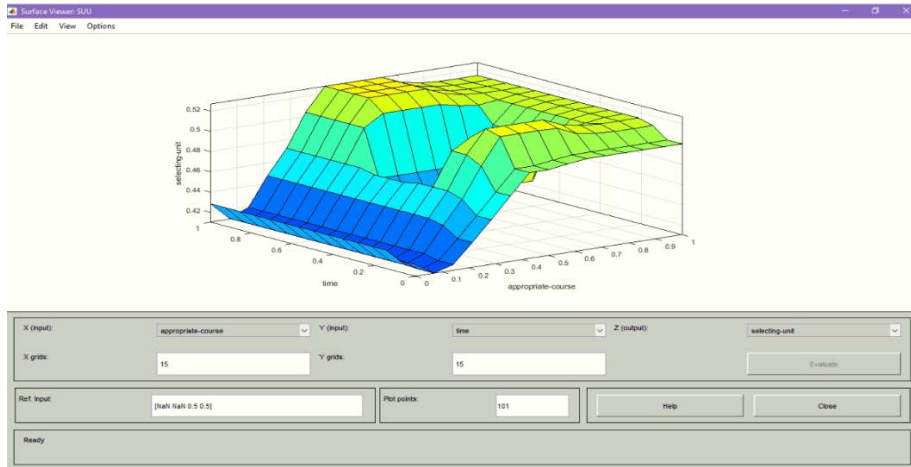 Surface Viewer: SUU
File Edit View Options
0.52
0.5
0.48
0.46
0.44
0.42
selecting-unit
1
0.8
0.6
0.4
0.2
0
time
0
0.1
0.2
0.3
0.4
0.5
0.6
0.7
0.8
0.9
1
appropriate-course
X (input): appropriate-course Y (input): time Z (output): selecting-unit
X grids: 15 Y grids: 15 Evaluate
Ref. Input: [NaN NaN 0.5 0.5] Plot points: 101 Help Close
Ready